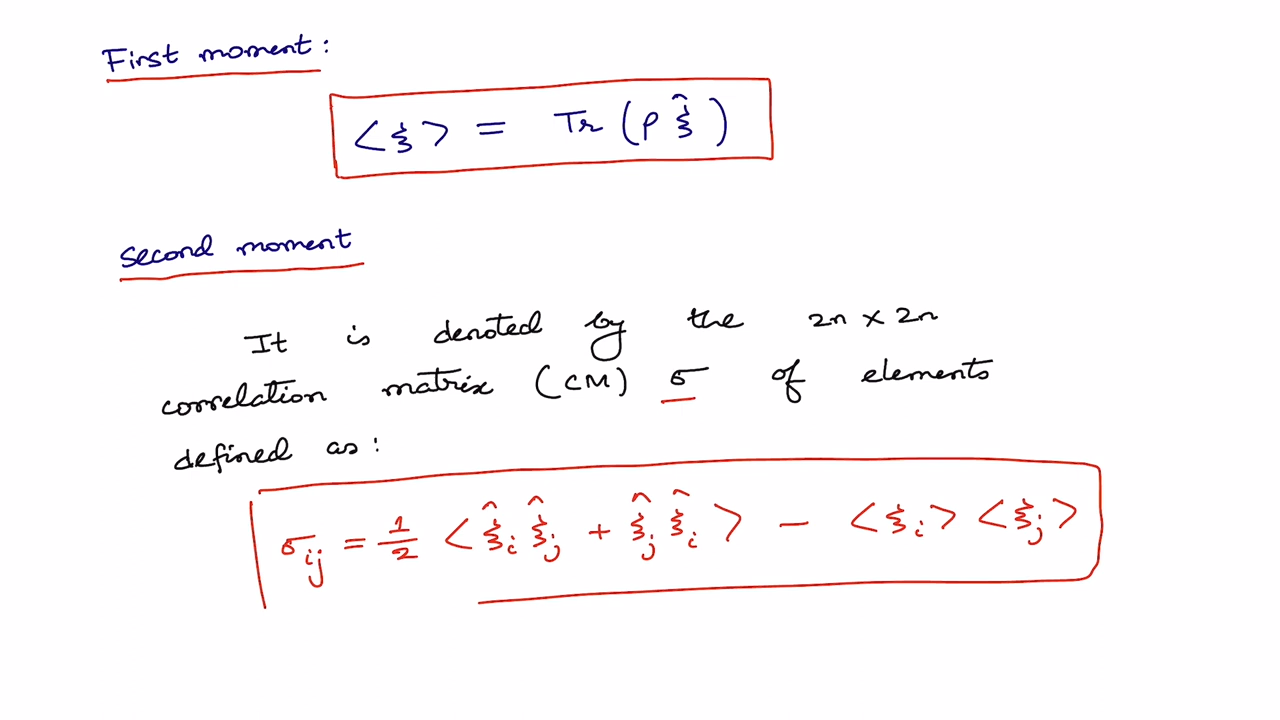 First moment:
<ξ> = Tr (ρ ξ̂ )
Second moment
It is denoted by the 2n × 2n
correlation matrix (CM) σ of elements
defined as:
σij = 1/2 <ξ̂i ξ̂j + ξ̂j ξ̂i> − <ξi> <ξj>